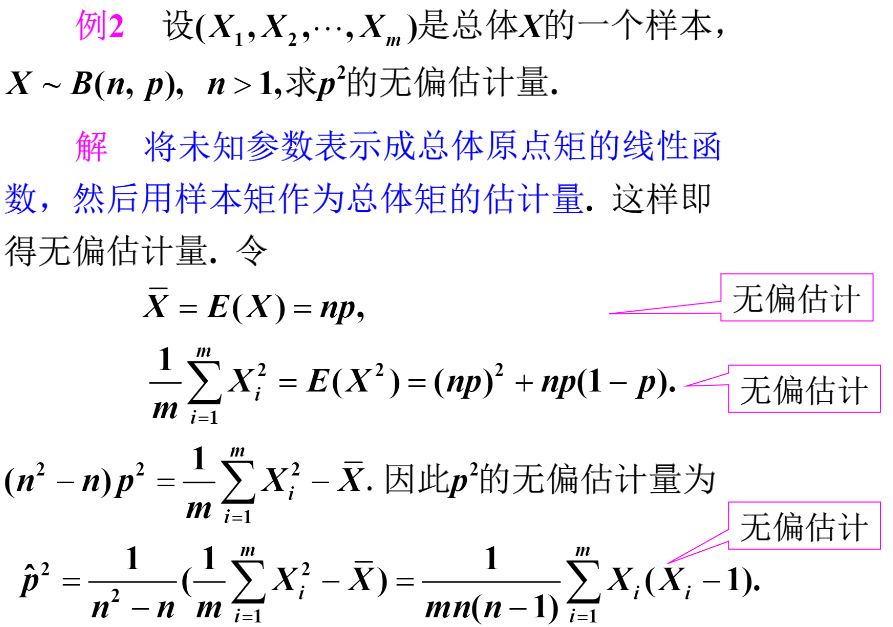 例2 设(X₁, X₂, ⋯, Xₘ)是总体X的一个样本，
X ~ B(n, p), n > 1,求p²的无偏估计量.
解 将未知参数表示成总体原点矩的线性函
数，然后用样本矩作为总体矩的估计量. 这样即
得无偏估计量. 令
X̄ = E(X) = np,
无偏估计
\frac{1}{m}\sum_{i=1}^{m} X_i^2 = E(X^2) = (np)^2 + np(1 − p).
无偏估计
(n^2 − n)p^2 = \frac{1}{m}\sum_{i=1}^{m} X_i^2 − \bar{X}. 因此p²的无偏估计量为
无偏估计
\hat{p}^2 = \frac{1}{n^2 − n}(\frac{1}{m}\sum_{i=1}^{m} X_i^2 − \bar{X}) = \frac{1}{mn(n − 1)}\sum_{i=1}^{m} X_i(X_i − 1).